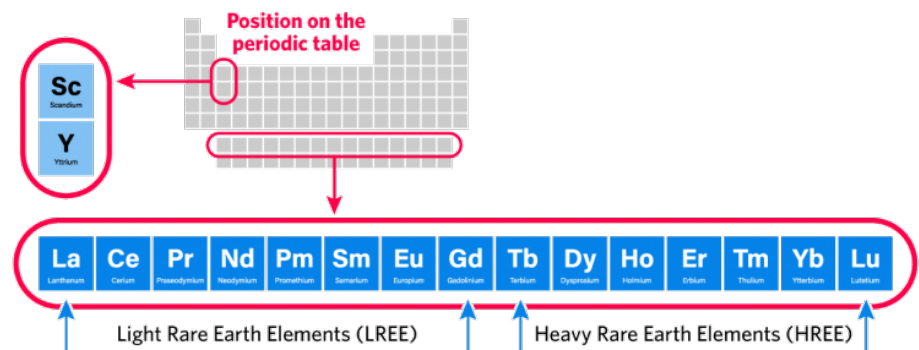 Position on the
periodic table
Sc
Scandium
Y
Yttrium
La Ce Pr Nd Pm Sm Eu Gd Tb Dy Ho Er Tm Yb Lu
Lanthanum Cerium Praseodymium Neodymium Promethium Samarium Europium Gadolinium Terbium Dysprosium Holmium Erbium Thulium Ytterbium Lutetium
Light Rare Earth Elements (LREE) Heavy Rare Earth Elements (HREE)